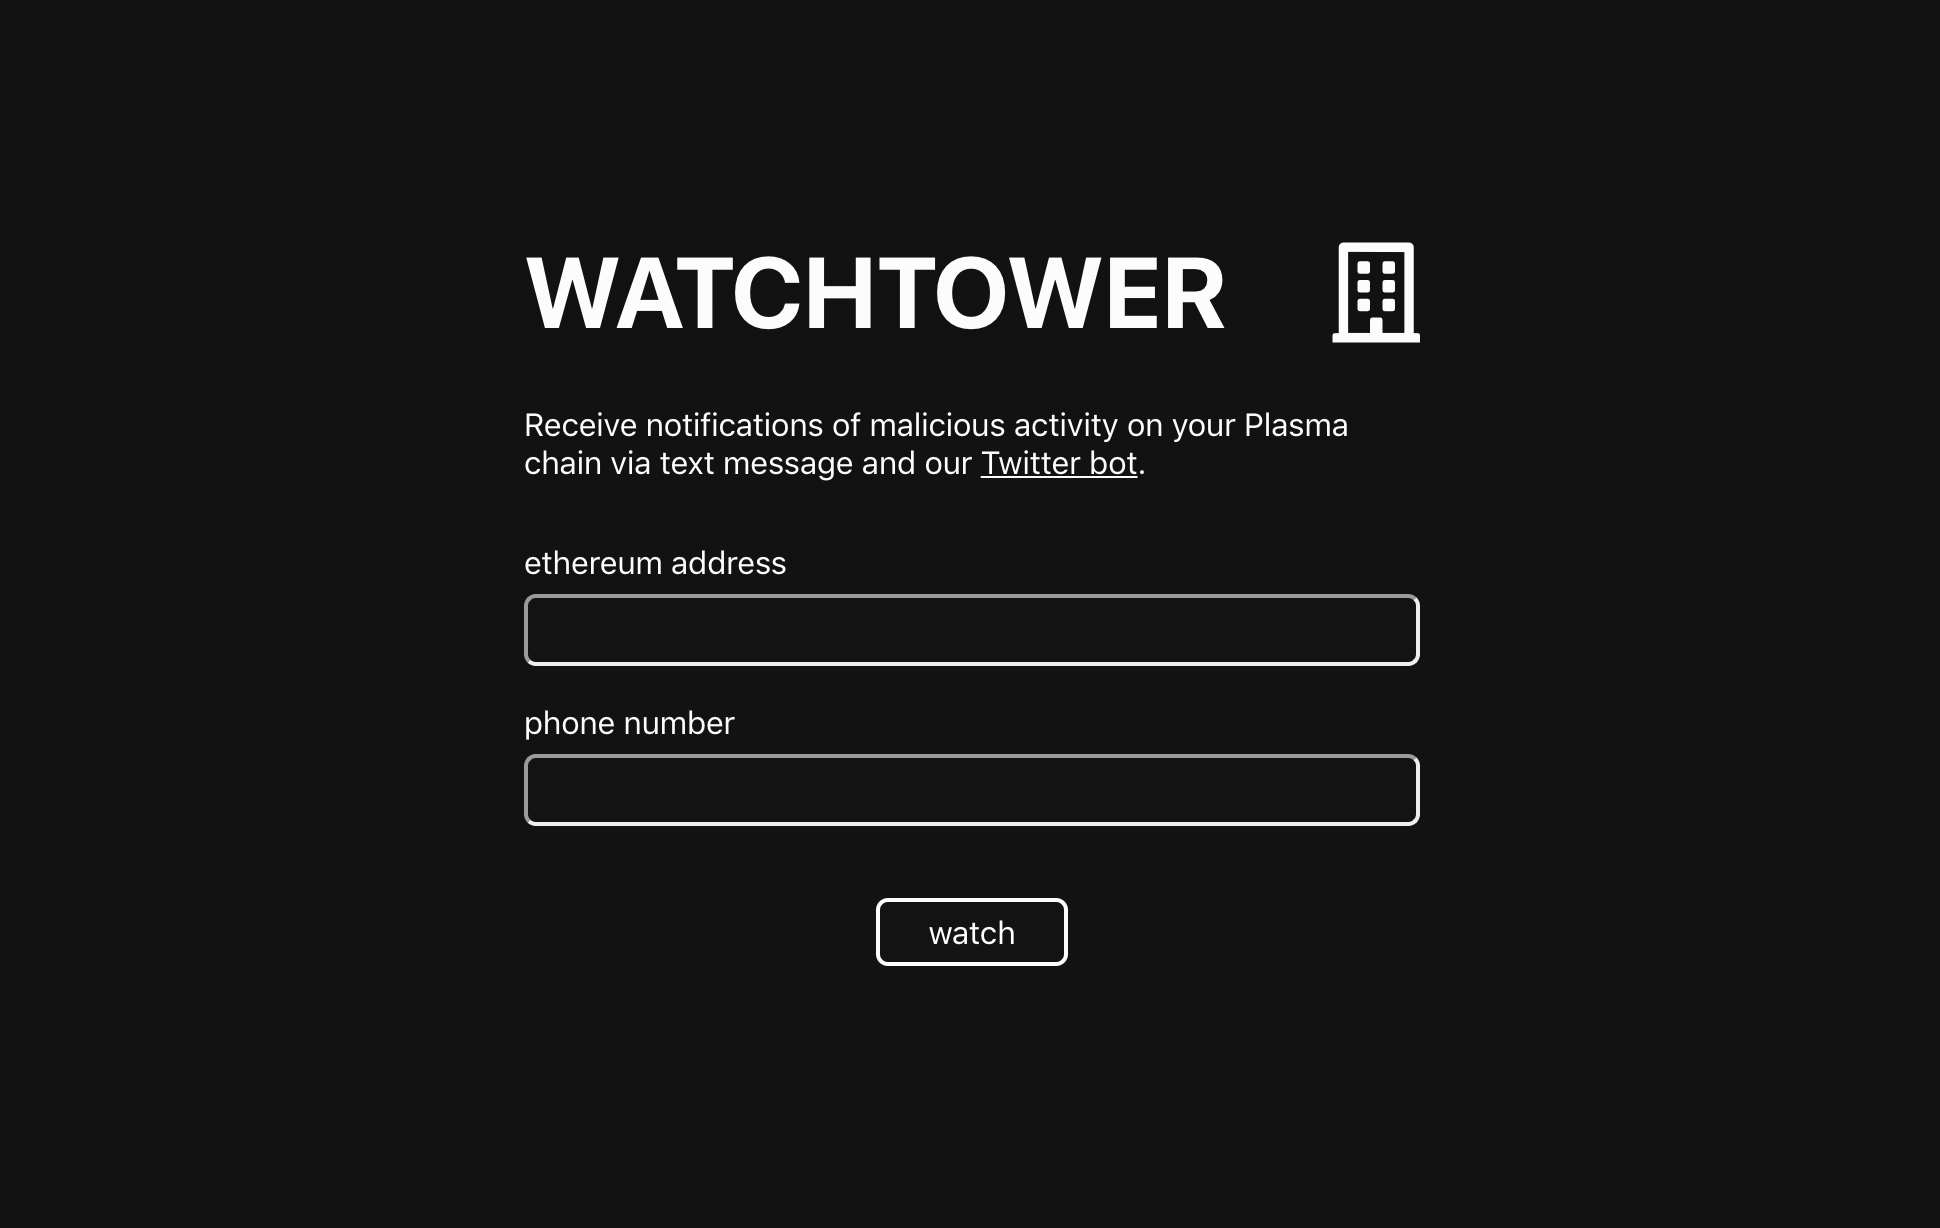 WATCHTOWER
Receive notifications of malicious activity on your Plasma
chain via text message and our Twitter bot.
ethereum address
phone number
watch